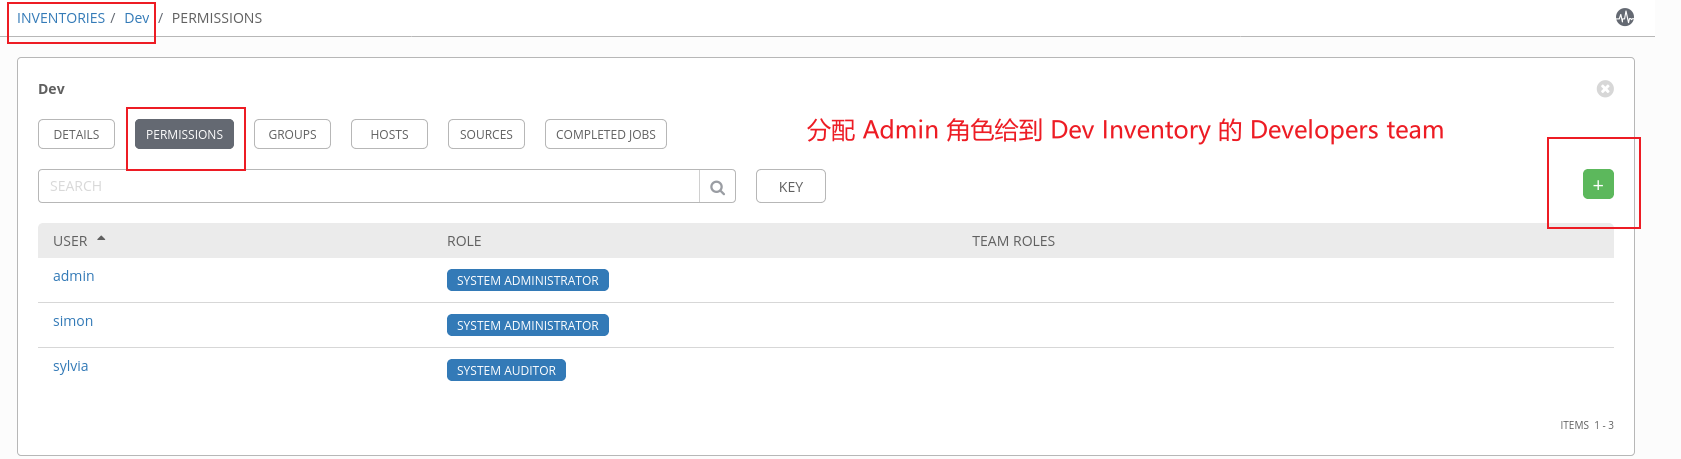 INVENTORIES / Dev / PERMISSIONS
Dev
DETAILS PERMISSIONS GROUPS HOSTS SOURCES COMPLETED JOBS
分配 Admin 角色给到 Dev Inventory 的 Developers team
SEARCH KEY +
USER ROLE TEAM ROLES
admin SYSTEM ADMINISTRATOR
simon SYSTEM ADMINISTRATOR
sylvia SYSTEM AUDITOR
ITEMS 1 - 3